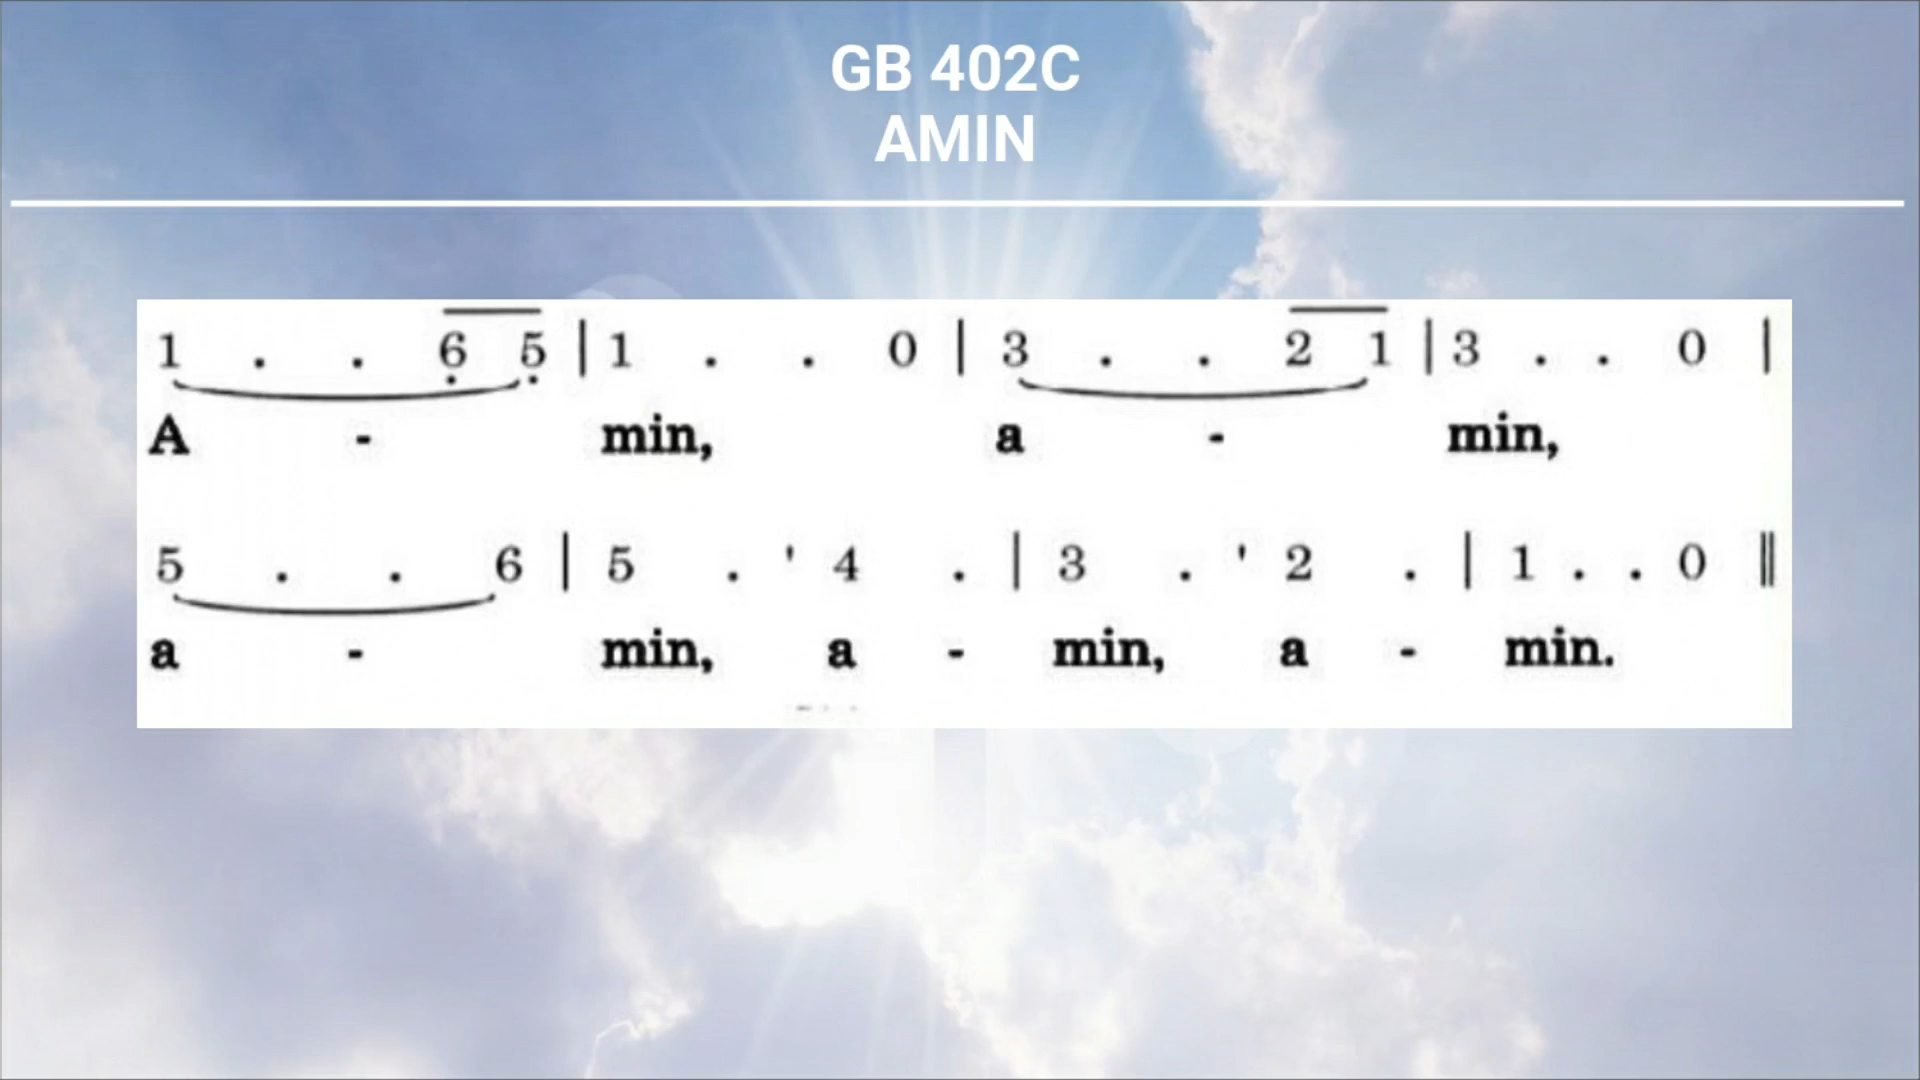 GB 402C
AMIN
1 . . 6̣ 5̣ | 1 . . 0 | 3 . . 2 1 | 3 . . 0 |
A - min, a - min,
5 . . 6 | 5 . ' 4 . | 3 . ' 2 . | 1 . . 0 ||
a - min, a - min, a - min.